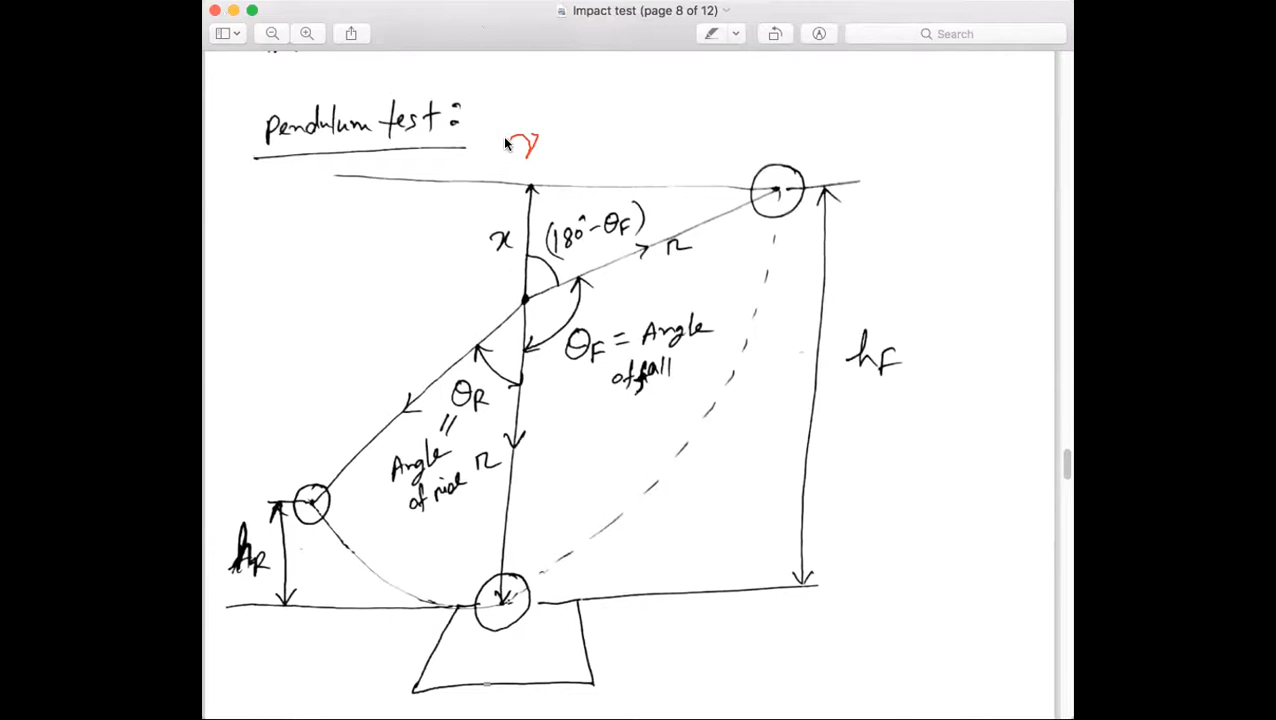 Impact test (page 8 of 12)
Search
pendulum test:
x
(180°-θF)
r
θF = Angle
of fall
hF
θR
=
Angle
of rise
r
hR